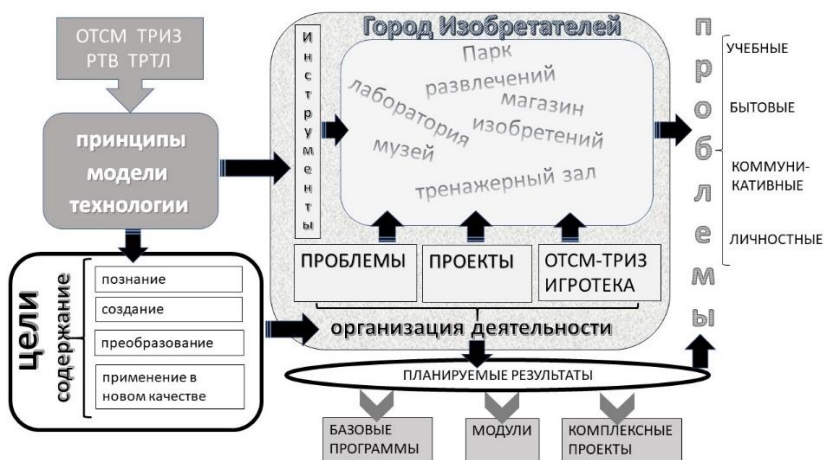 ОТСМ ТРИЗ
РТВ ТРТЛ
принципы
модели
технологии
цели
содержание
познание
создание
преобразование
применение в
новом качестве
Город Изобретателей
Инструменты
Парк
развлечений
лаборатория
магазин
изобретений
музей
тренажерный зал
ПРОБЛЕМЫ
ПРОЕКТЫ
ОТСМ-ТРИЗ
ИГРОТЕКА
организация деятельности
ПЛАНИРУЕМЫЕ РЕЗУЛЬТАТЫ
БАЗОВЫЕ
ПРОГРАММЫ
МОДУЛИ
КОМПЛЕКСНЫЕ
ПРОЕКТЫ
проблемы
УЧЕБНЫЕ
БЫТОВЫЕ
КОММУНИ-
КАТИВНЫЕ
ЛИЧНОСТНЫЕ